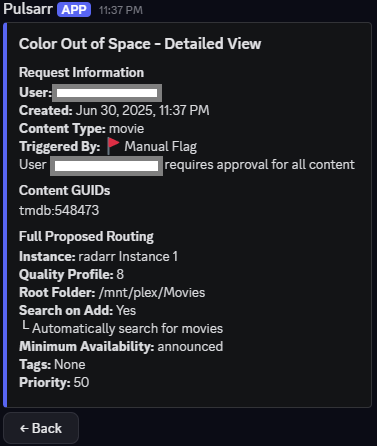 Pulsarr APP 11:37 PM
Color Out of Space - Detailed View
Request Information
User:
Created: Jun 30, 2025, 11:37 PM
Content Type: movie
Triggered By: 🚩 Manual Flag
User requires approval for all content
Content GUIDs
tmdb:548473
Full Proposed Routing
Instance: radarr Instance 1
Quality Profile: 8
Root Folder: /mnt/plex/Movies
Search on Add: Yes
└ Automatically search for movies
Minimum Availability: announced
Tags: None
Priority: 50
← Back